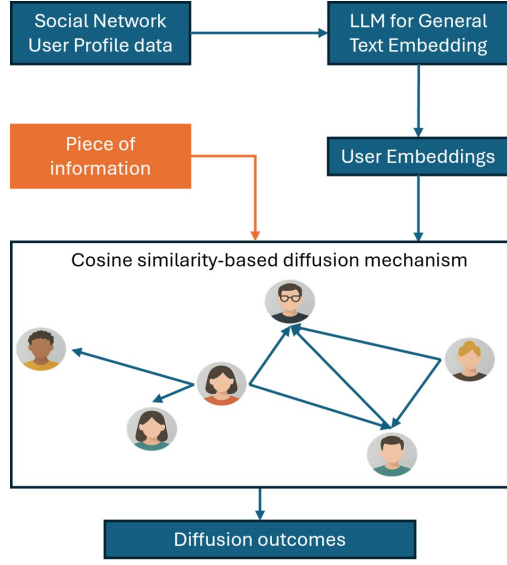 Social Network
User Profile data
LLM for General
Text Embedding
Piece of
information
User Embeddings
Cosine similarity-based diffusion mechanism
Diffusion outcomes